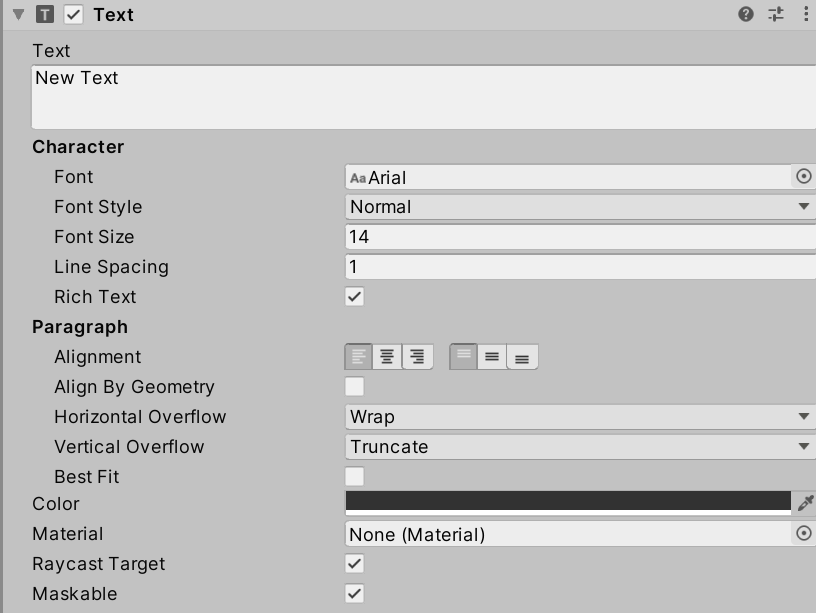 Text
Text
New Text
Character
Font Aa Arial
Font Style Normal
Font Size 14
Line Spacing 1
Rich Text
Paragraph
Alignment
Align By Geometry
Horizontal Overflow Wrap
Vertical Overflow Truncate
Best Fit
Color
Material None (Material)
Raycast Target
Maskable